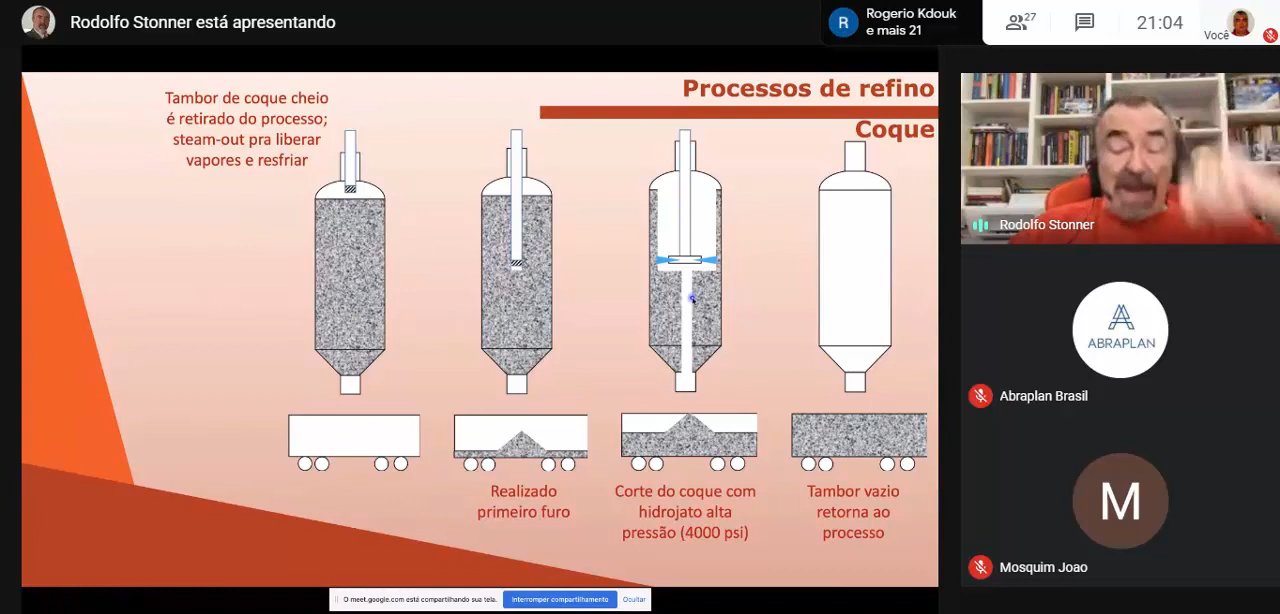 Rodolfo Stonner está apresentando
R
Rogerio Kdouk
e mais 21
27
21:04
Você
Processos de refino
Coque
Tambor de coque cheio
é retirado do processo;
steam-out pra liberar
vapores e resfriar
Realizado
primeiro furo
Corte do coque com
hidrojato alta
pressão (4000 psi)
Tambor vazio
retorna ao
processo
Rodolfo Stonner
ABRAPLAN
Abraplan Brasil
M
Mosquim Joao
O meet.google.com está compartilhando sua tela.
Interromper compartilhamento
Ocultar